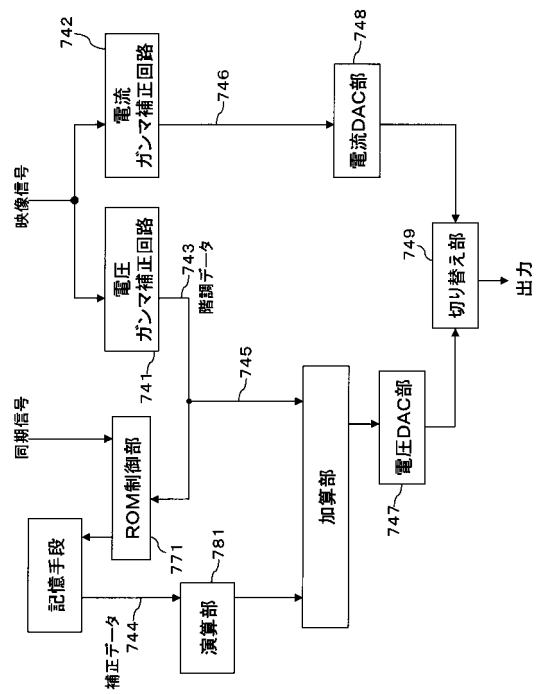 映像信号
742
電流
ガンマ補正回路
746
748
電流DAC部
電圧
ガンマ補正回路
741
743
階調データ
745
749
切り替え部
出力
同期信号
ROM制御部
771
記憶手段
補正データ
744
781
演算部
加算部
電圧DAC部
747